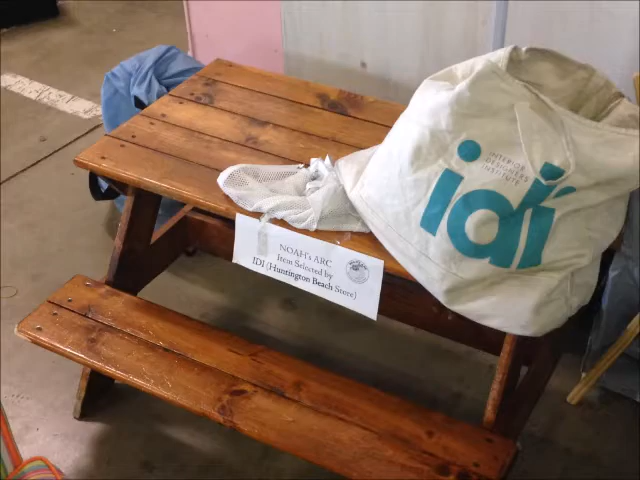 INTERIOR
DESIGNERS
INSTITUTE
idi
NOAH's ARC
Item Selected by
IDI (Huntington Beach Store)